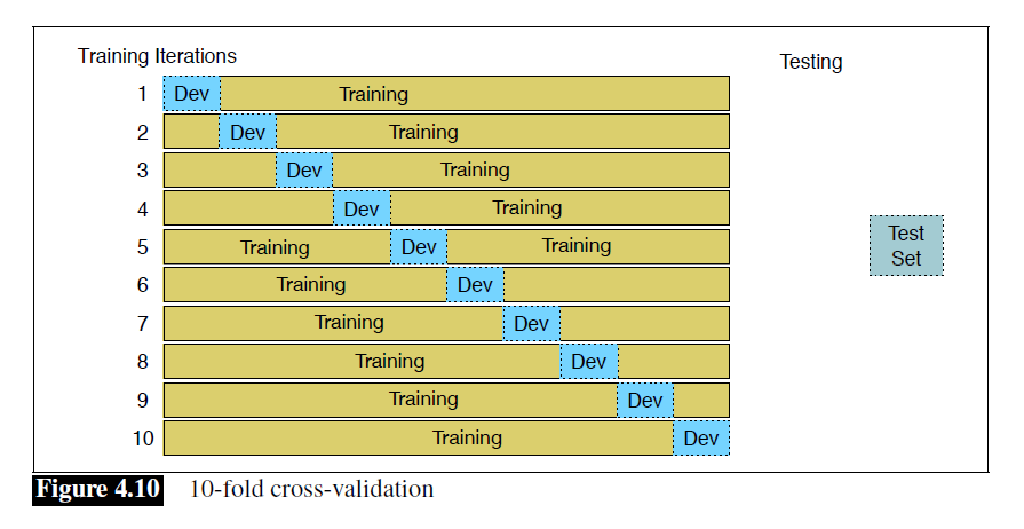 Training Iterations
Testing
1 Dev Training
2 Dev Training
3 Dev Training
4 Dev Training
5 Training Dev Training
6 Training Dev
7 Training Dev
8 Training Dev
9 Training Dev
10 Training Dev
Test
Set
Figure 4.10 10-fold cross-validation